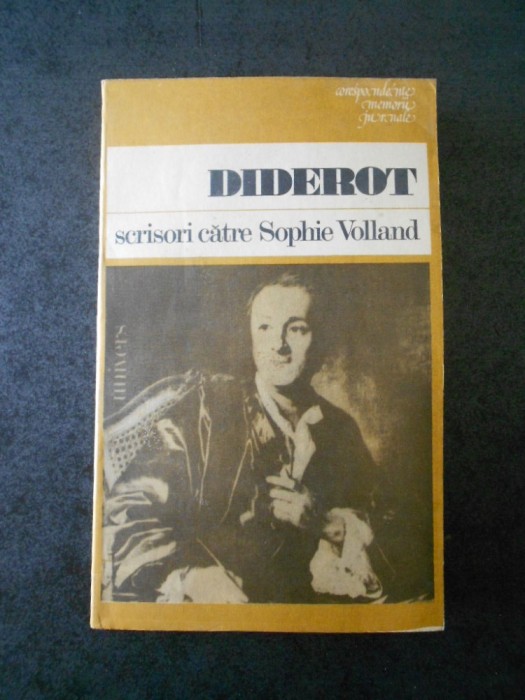 corespondențe
memorii
jurnale
DIDEROT
scrisori către Sophie Volland
univers